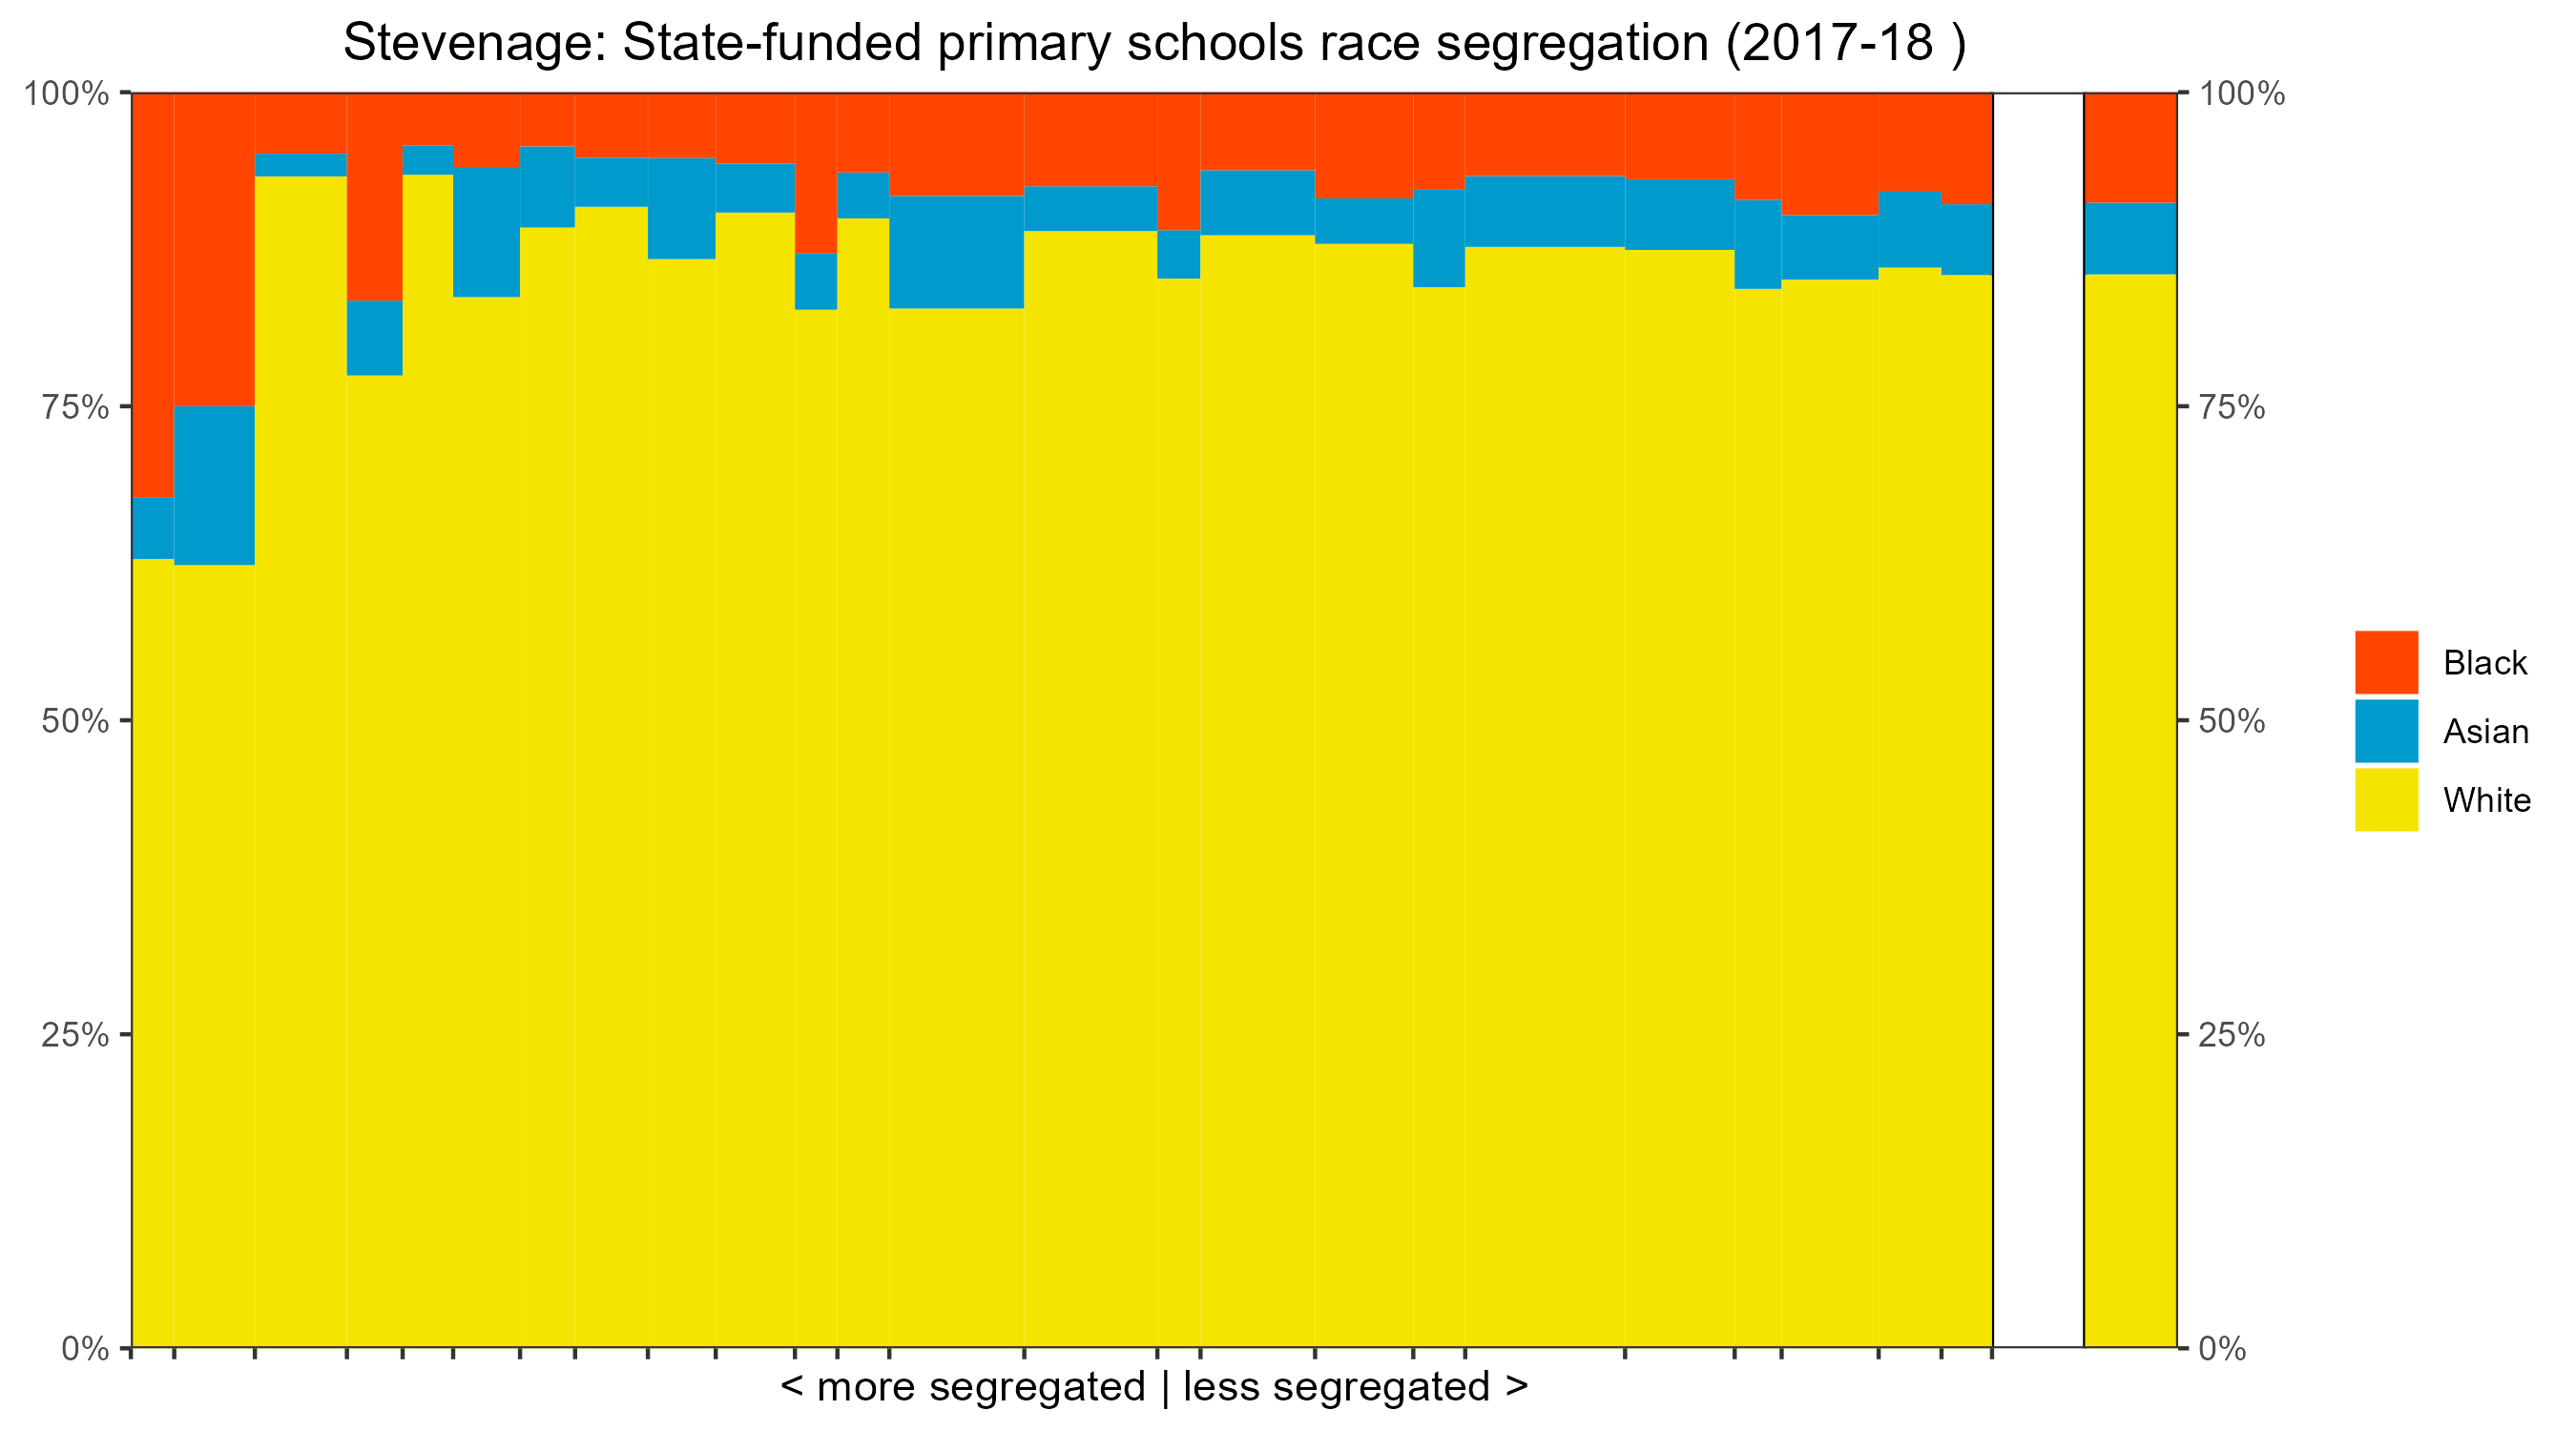 Stevenage: State-funded primary schools race segregation (2017-18 )
100%
75%
50%
25%
0%
100%
75%
50%
25%
0%
Black
Asian
White
< more segregated | less segregated >